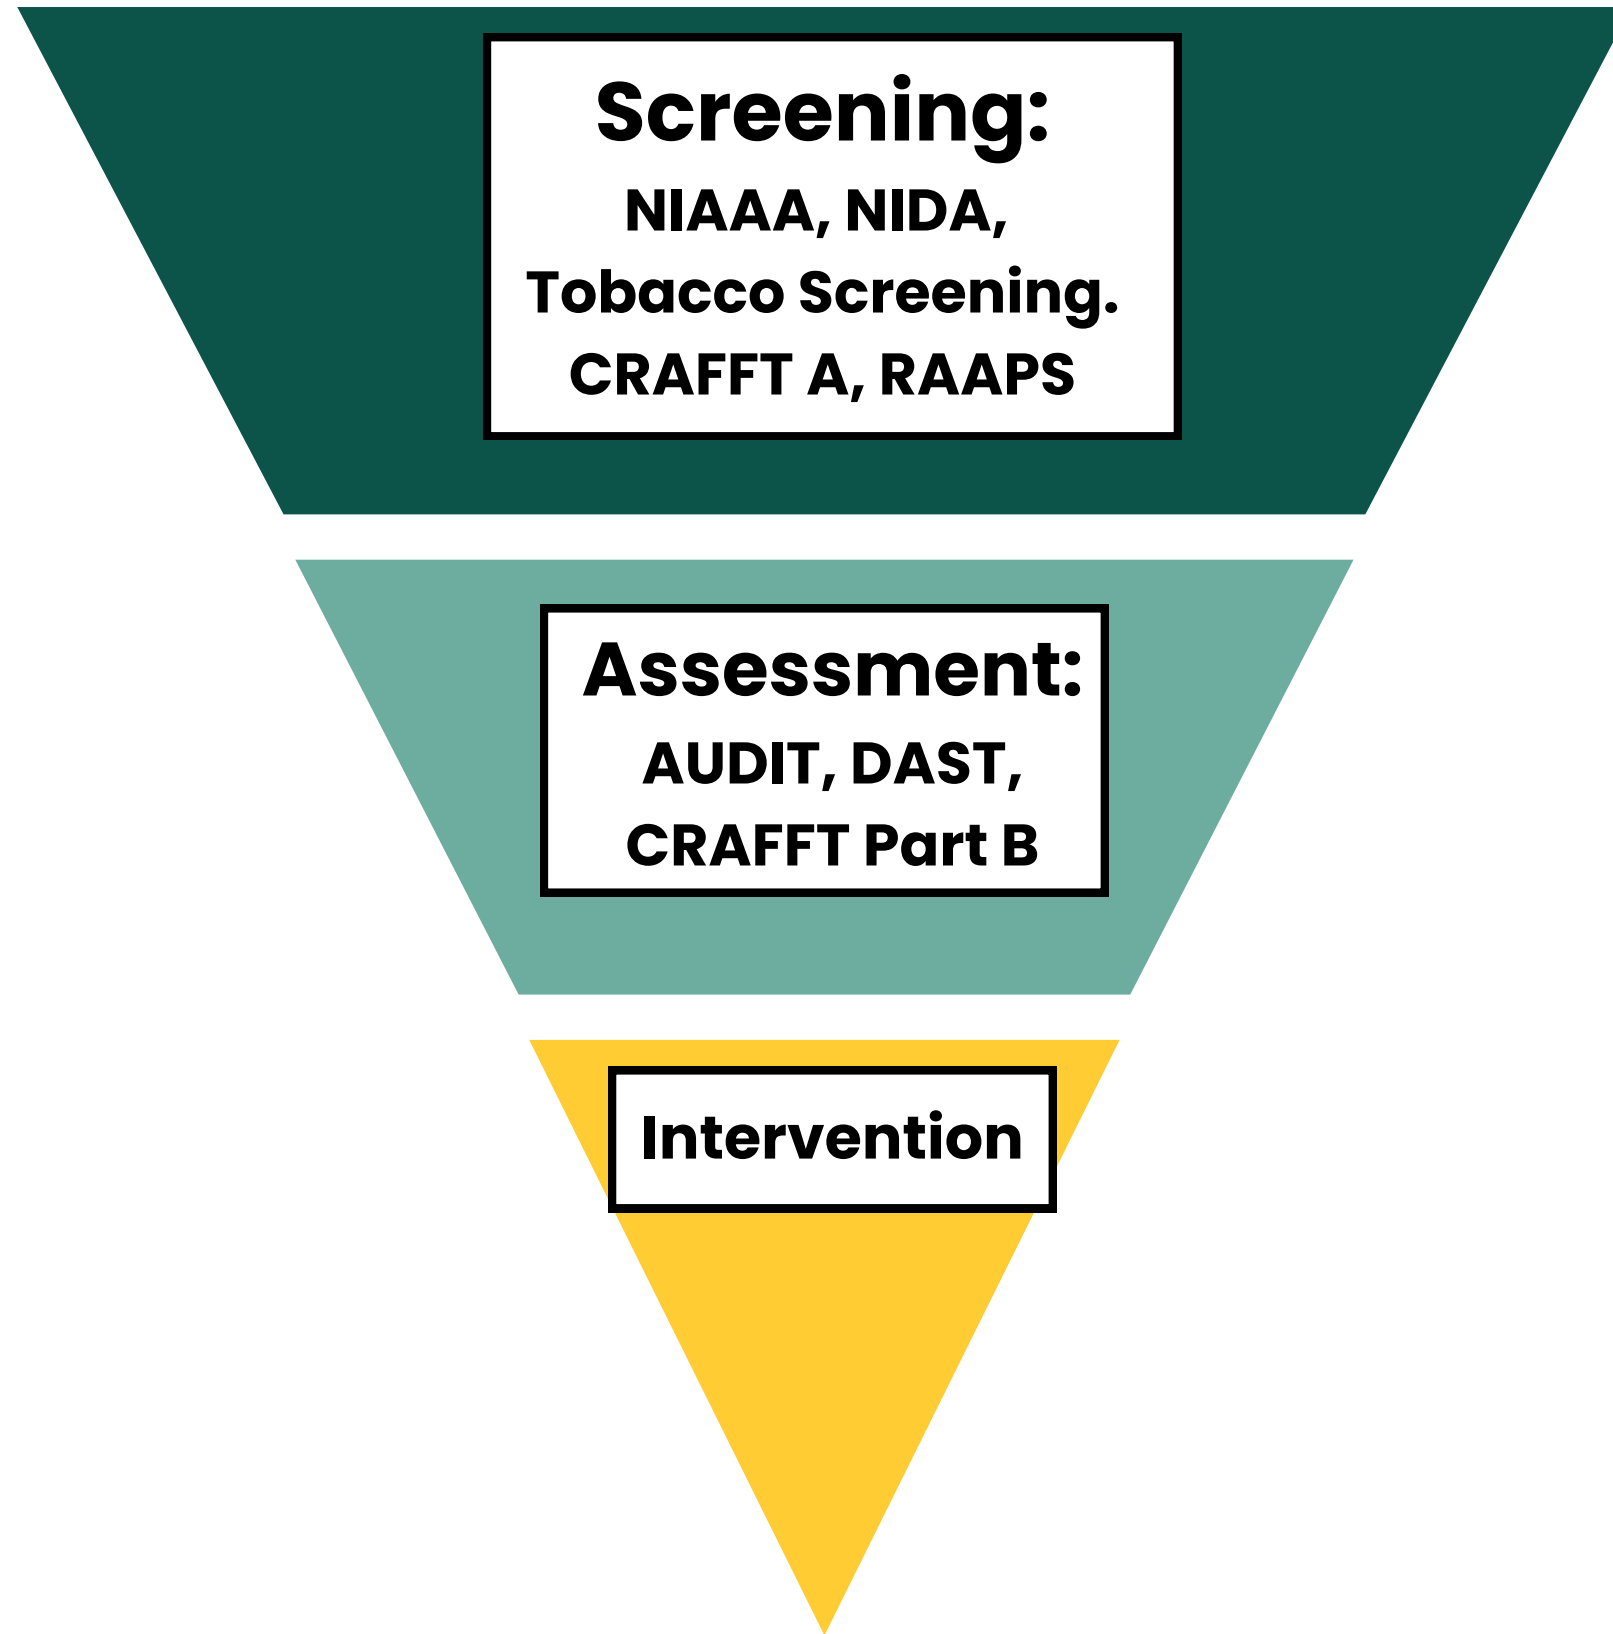 Screening:
NIAAA, NIDA,
Tobacco Screening.
CRAFFT A, RAAPS
Assessment:
AUDIT, DAST,
CRAFFT Part B
Intervention